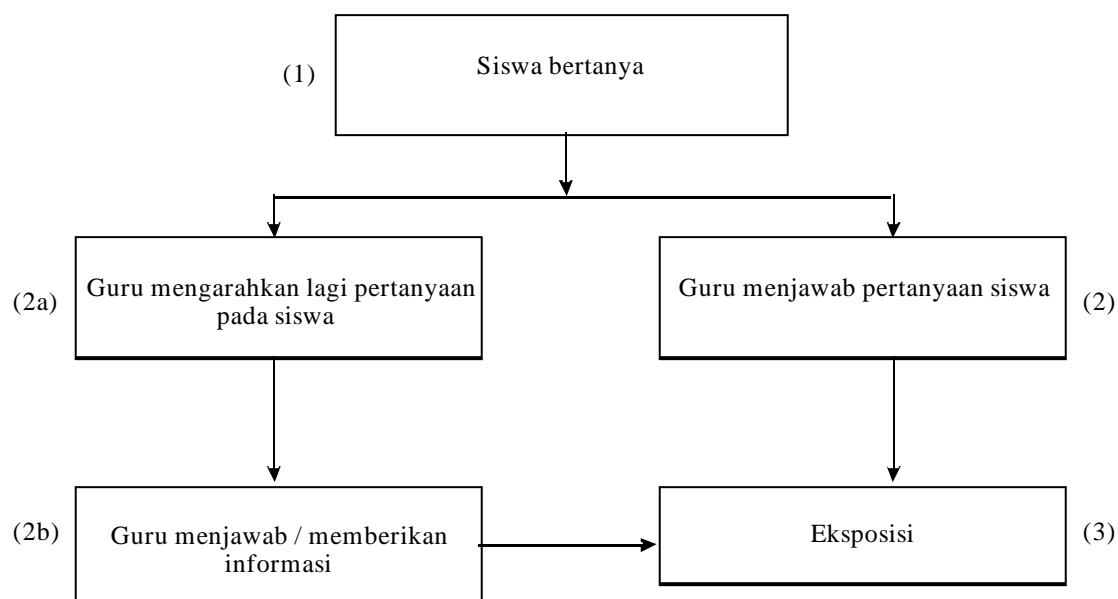 (1)
Siswa bertanya
(2a)
Guru mengarahkan lagi pertanyaan
pada siswa
Guru menjawab pertanyaan siswa
(2)
(2b)
Guru menjawab / memberikan
informasi
Eksposisi
(3)